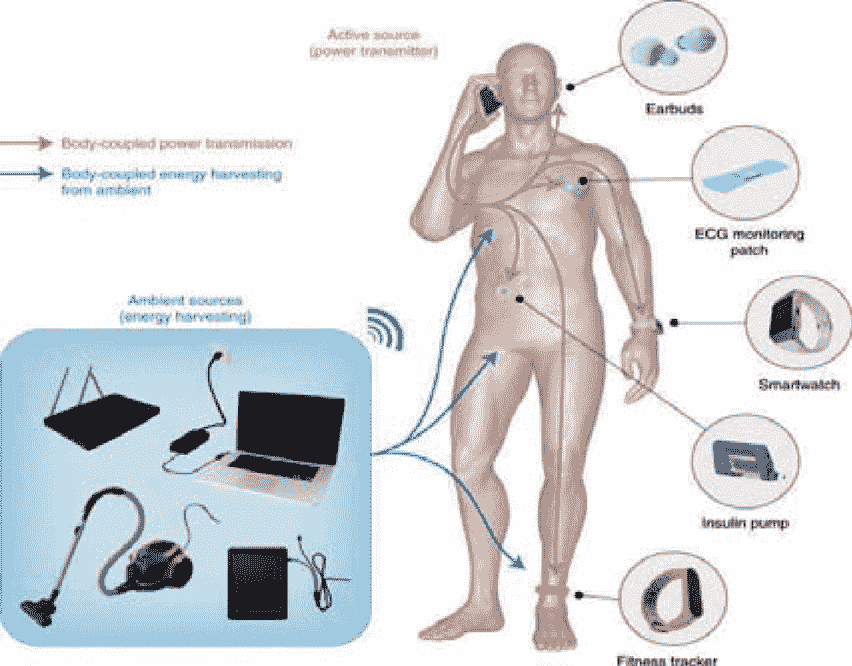 Active source
(power transmitter)
Earbuds
Body-coupled power transmission
Body-coupled energy harvesting
from ambient
ECG monitoring
patch
Ambient sources
(energy harvesting)
Smartwatch
Insulin pump
Fitness tracker